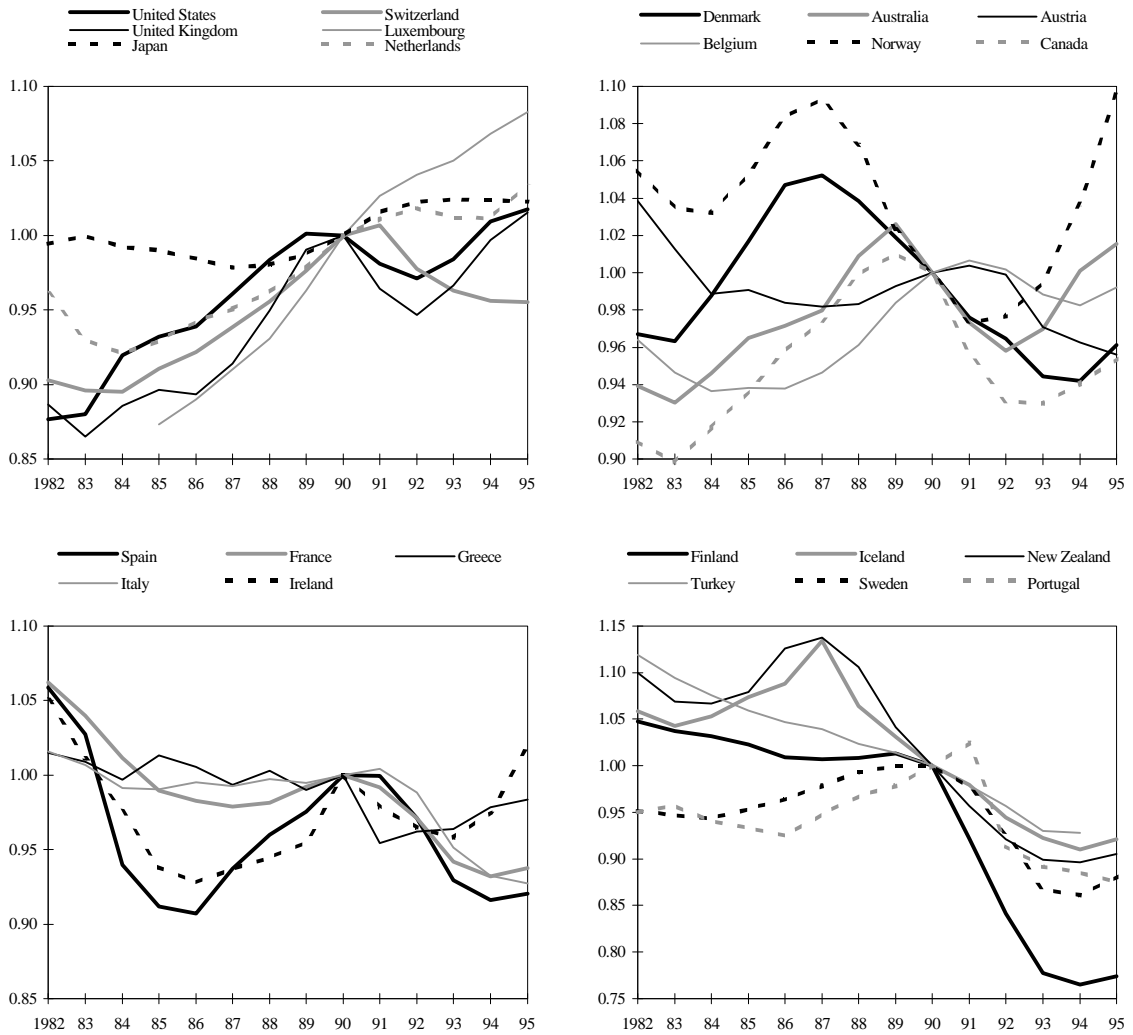 United States Switzerland
United Kingdom Luxembourg
Japan Netherlands
1.10
1.05
1.00
0.95
0.90
0.85
1982 83 84 85 86 87 88 89 90 91 92 93 94 95
Denmark Australia Austria
Belgium Norway Canada
1.10
1.08
1.06
1.04
1.02
1.00
0.98
0.96
0.94
0.92
0.90
1982 83 84 85 86 87 88 89 90 91 92 93 94 95
Spain France Greece
Italy Ireland
1.10
1.05
1.00
0.95
0.90
0.85
1982 83 84 85 86 87 88 89 90 91 92 93 94 95
Finland Iceland New Zealand
Turkey Sweden Portugal
1.15
1.10
1.05
1.00
0.95
0.90
0.85
0.80
0.75
1982 83 84 85 86 87 88 89 90 91 92 93 94 95